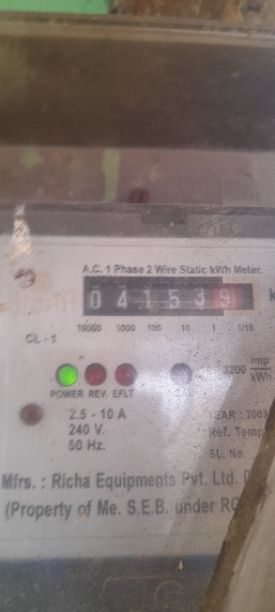 A.C. 1 Phase 2 Wire Static kWh Meter.
0 4 1 5 3 9
10000 1000 100 10 1 1/10
CL - 1
3200 imp/kWh
POWER REV. EFLT
2.5 - 10 A
240 V.
50 Hz.
YEAR :
Ref. Temp
SL. No.
Mfrs. : Richa Equipments Pvt. Ltd.
(Property of Me. S.E.B. under